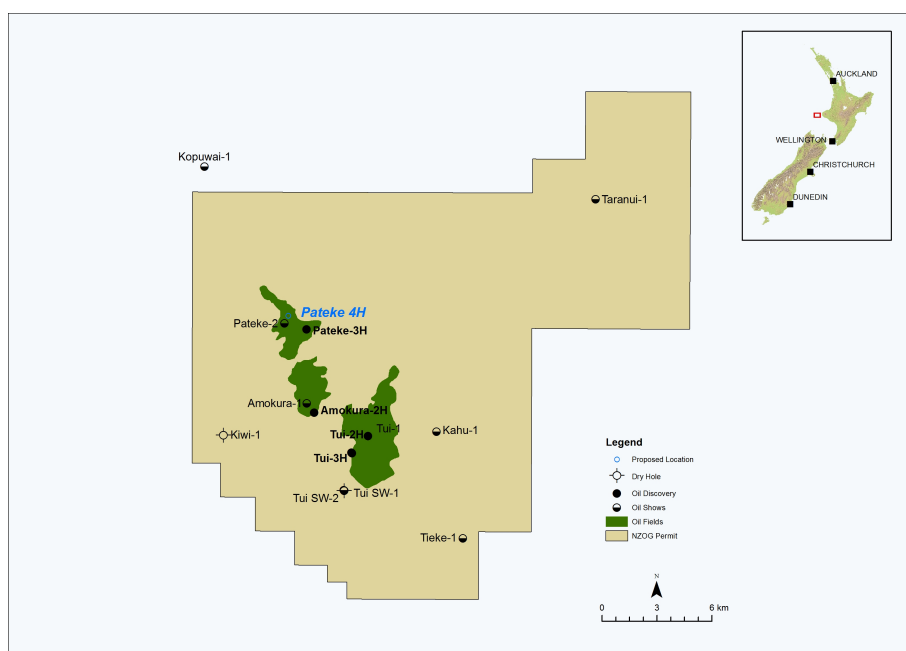 AUCKLAND
WELLINGTON
CHRISTCHURCH
DUNEDIN
Kopuwai-1
Taranui-1
Pateke 4H
Pateke-2
Pateke-3H
Amokura-1
Amokura-2H
Kiwi-1
Tui-2H
Tui-1
Kahu-1
Tui-3H
Tui SW-2
Tui SW-1
Tieke-1
Legend
Proposed Location
Dry Hole
Oil Discovery
Oil Shows
Oil Fields
NZOG Permit
N
0 3 6 km